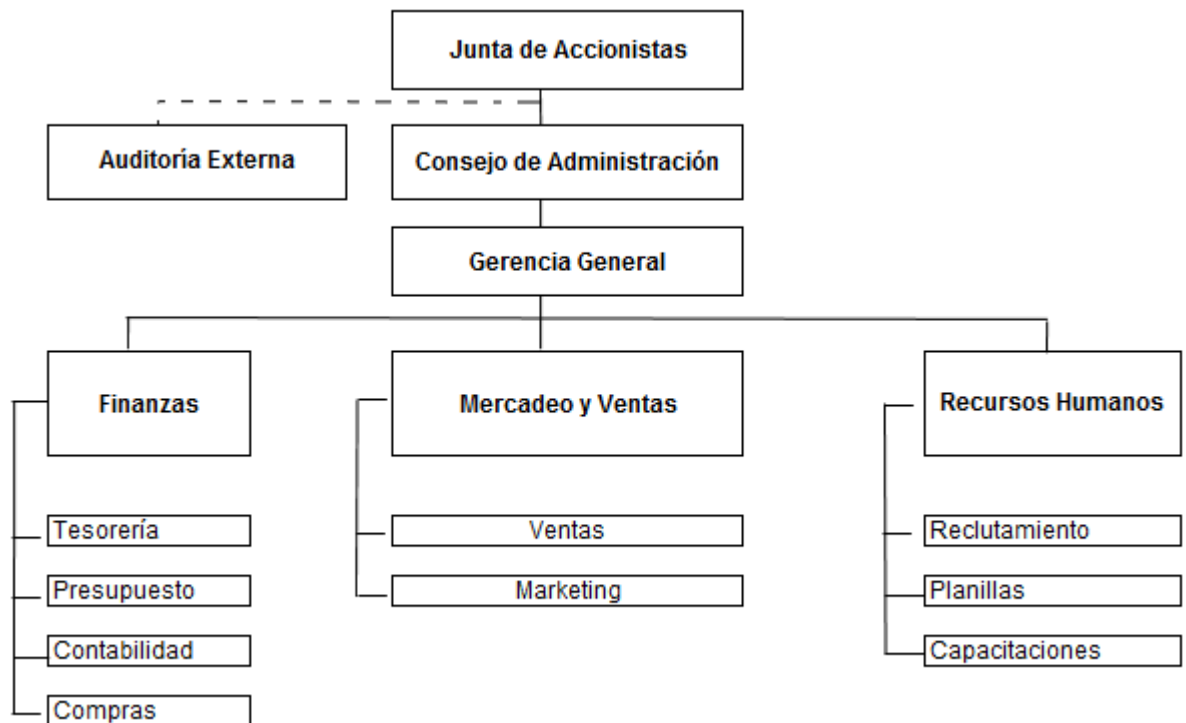 Junta de Accionistas
Auditoría Externa
Consejo de Administración
Gerencia General
Finanzas
Mercadeo y Ventas
Recursos Humanos
Tesorería
Ventas
Reclutamiento
Presupuesto
Marketing
Planillas
Contabilidad
Capacitaciones
Compras